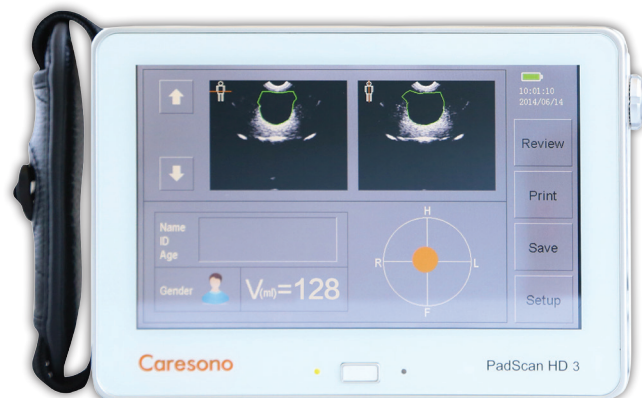 10:01:10
2014/06/14
Review
Print
Save
Setup
Name
ID
Age
Gender
V(ml)=128
H
R
L
F
Caresono
PadScan HD 3